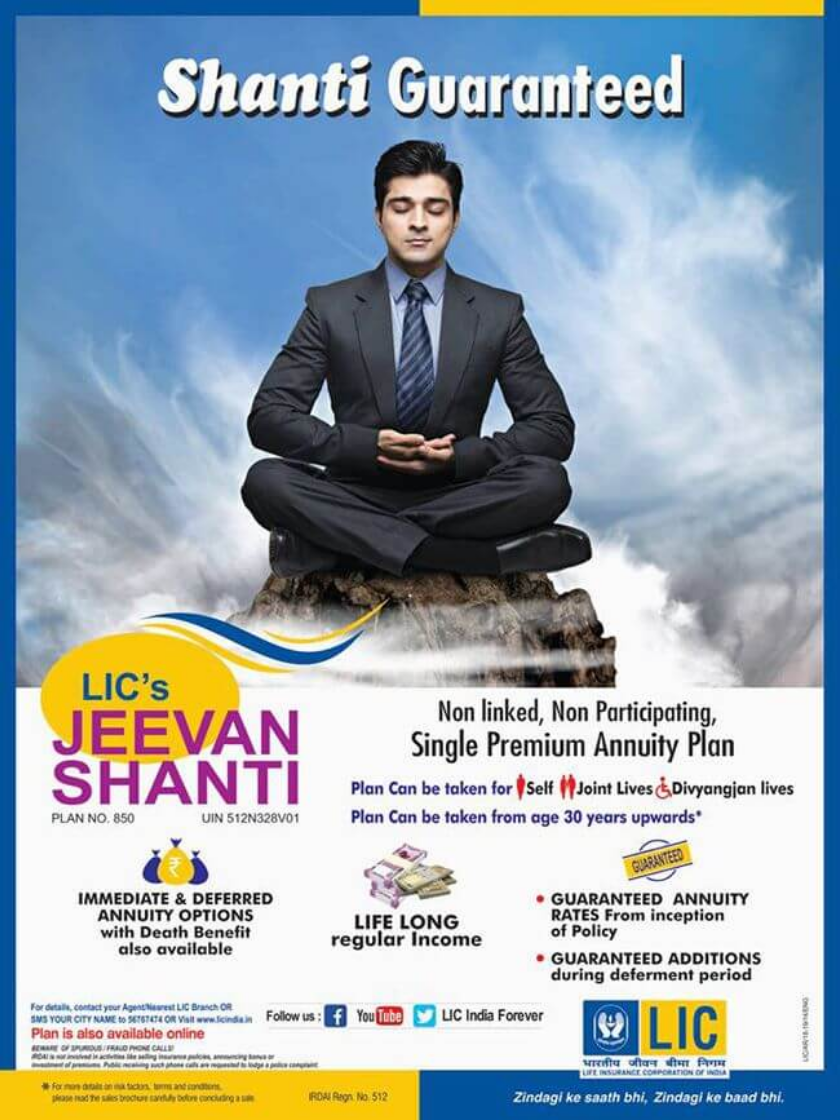 Shanti Guaranteed
LIC's
JEEVAN
SHANTI
PLAN NO. 850 UIN 512N328V01
Non linked, Non Participating,
Single Premium Annuity Plan
Plan Can be taken for Self Joint Lives Divyangjan lives
Plan Can be taken from age 30 years upwards*
₹
IMMEDIATE & DEFERRED
ANNUITY OPTIONS
with Death Benefit
also available
LIFE LONG
regular Income
GUARANTEED
• GUARANTEED ANNUITY
RATES From inception
of Policy
• GUARANTEED ADDITIONS
during deferment period
For details, contact your Agent/Nearest LIC Branch OR
SMS YOUR CITY NAME to 56767474 OR Visit www.licindia.in
Plan is also available online
BEWARE OF SPURIOUS / FRAUD PHONE CALLS!
IRDAI is not involved in activities like selling insurance policies, announcing bonus or
investment of premiums. Public receiving such phone calls are requested to lodge a police complaint.
Follow us : f YouTube LIC India Forever
LIC
भारतीय जीवन बीमा निगम
LIFE INSURANCE CORPORATION OF INDIA
* For more details on risk factors, terms and conditions,
please read the sales brochure carefully before concluding a sale.
IRDAI Regn. No. 512
Zindagi ke saath bhi, Zindagi ke baad bhi.